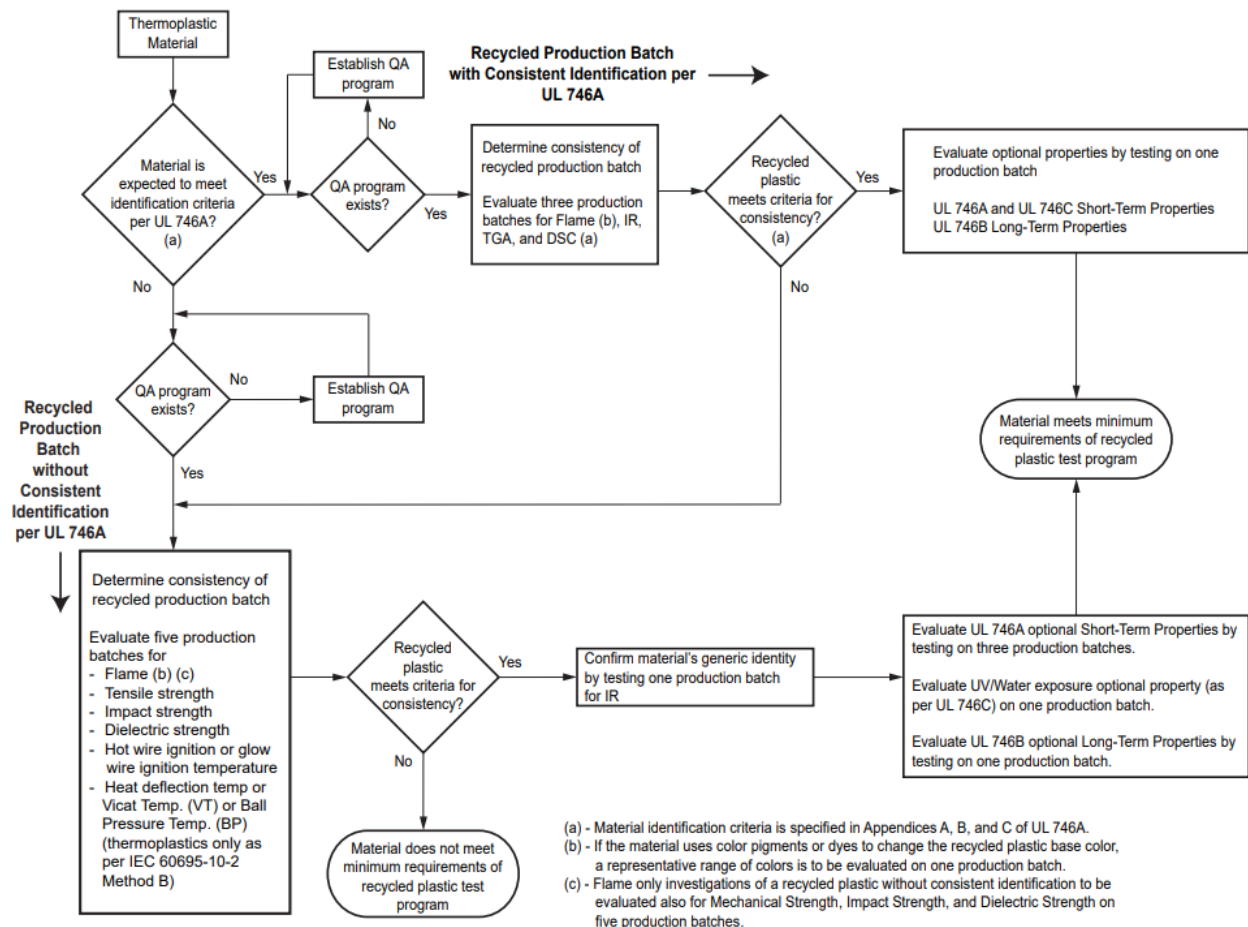 Thermoplastic
Material
Establish QA
program
Recycled Production Batch
with Consistent Identification per
UL 746A
No
Material is
expected to meet
identification criteria
per UL 746A?
(a)
Yes
QA program
exists?
Yes
Determine consistency of
recycled production batch
Evaluate three production
batches for Flame (b), IR,
TGA, and DSC (a)
Recycled
plastic
meets criteria for
consistency?
(a)
Yes
Evaluate optional properties by testing on one
production batch
UL 746A and UL 746C Short-Term Properties
UL 746B Long-Term Properties
No
No
QA program
exists?
No
Establish QA
program
Yes
Recycled
Production
Batch
without
Consistent
Identification
per UL 746A
Material meets minimum
requirements of recycled
plastic test program
Determine consistency of
recycled production batch
Evaluate five production
batches for
- Flame (b) (c)
- Tensile strength
- Impact strength
- Dielectric strength
- Hot wire ignition or glow
wire ignition temperature
- Heat deflection temp or
Vicat Temp. (VT) or Ball
Pressure Temp. (BP)
(thermoplastics only as
per IEC 60695-10-2
Method B)
Recycled
plastic
meets criteria for
consistency?
Yes
No
Confirm material's generic identity
by testing one production batch
for IR
Evaluate UL 746A optional Short-Term Properties by
testing on three production batches.
Evaluate UV/Water exposure optional property (as
per UL 746C) on one production batch.
Evaluate UL 746B optional Long-Term Properties by
testing on one production batch.
Material does not meet
minimum requirements of
recycled plastic test
program
(a) - Material identification criteria is specified in Appendices A, B, and C of UL 746A.
(b) - If the material uses color pigments or dyes to change the recycled plastic base color,
a representative range of colors is to be evaluated on one production batch.
(c) - Flame only investigations of a recycled plastic without consistent identification to be
evaluated also for Mechanical Strength, Impact Strength, and Dielectric Strength on
five production batches.